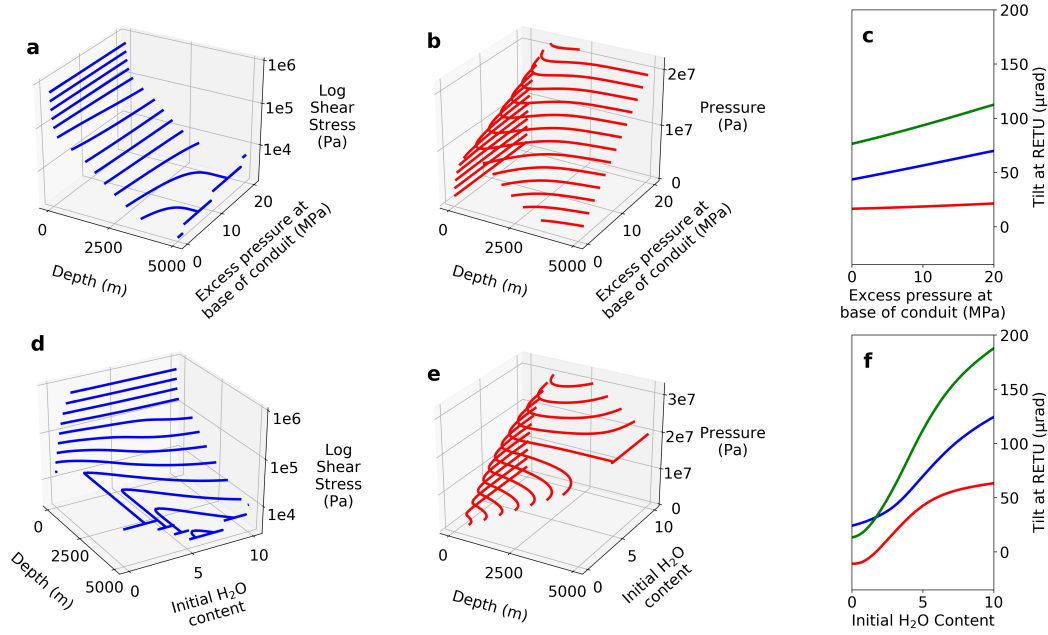 a
1e6
1e5
1e4
Log
Shear
Stress
(Pa)
0
2500
5000
Depth (m)
0
10
20
Excess pressure at
base of conduit (MPa)
b
2e7
1e7
0
Pressure
(Pa)
0
2500
5000
Depth (m)
0
10
20
Excess pressure at
base of conduit (MPa)
c
200
150
100
50
0
Tilt at RETU (μrad)
0
10
20
Excess pressure at
base of conduit (MPa)
d
1e6
1e5
1e4
Log
Shear
Stress
(Pa)
0
2500
5000
Depth (m)
0
5
10
Initial H₂O
content
e
3e7
2e7
1e7
0
Pressure
(Pa)
0
2500
5000
Depth (m)
0
5
10
Initial H₂O
content
f
200
150
100
50
0
Tilt at RETU (μrad)
0
5
10
Initial H₂O Content